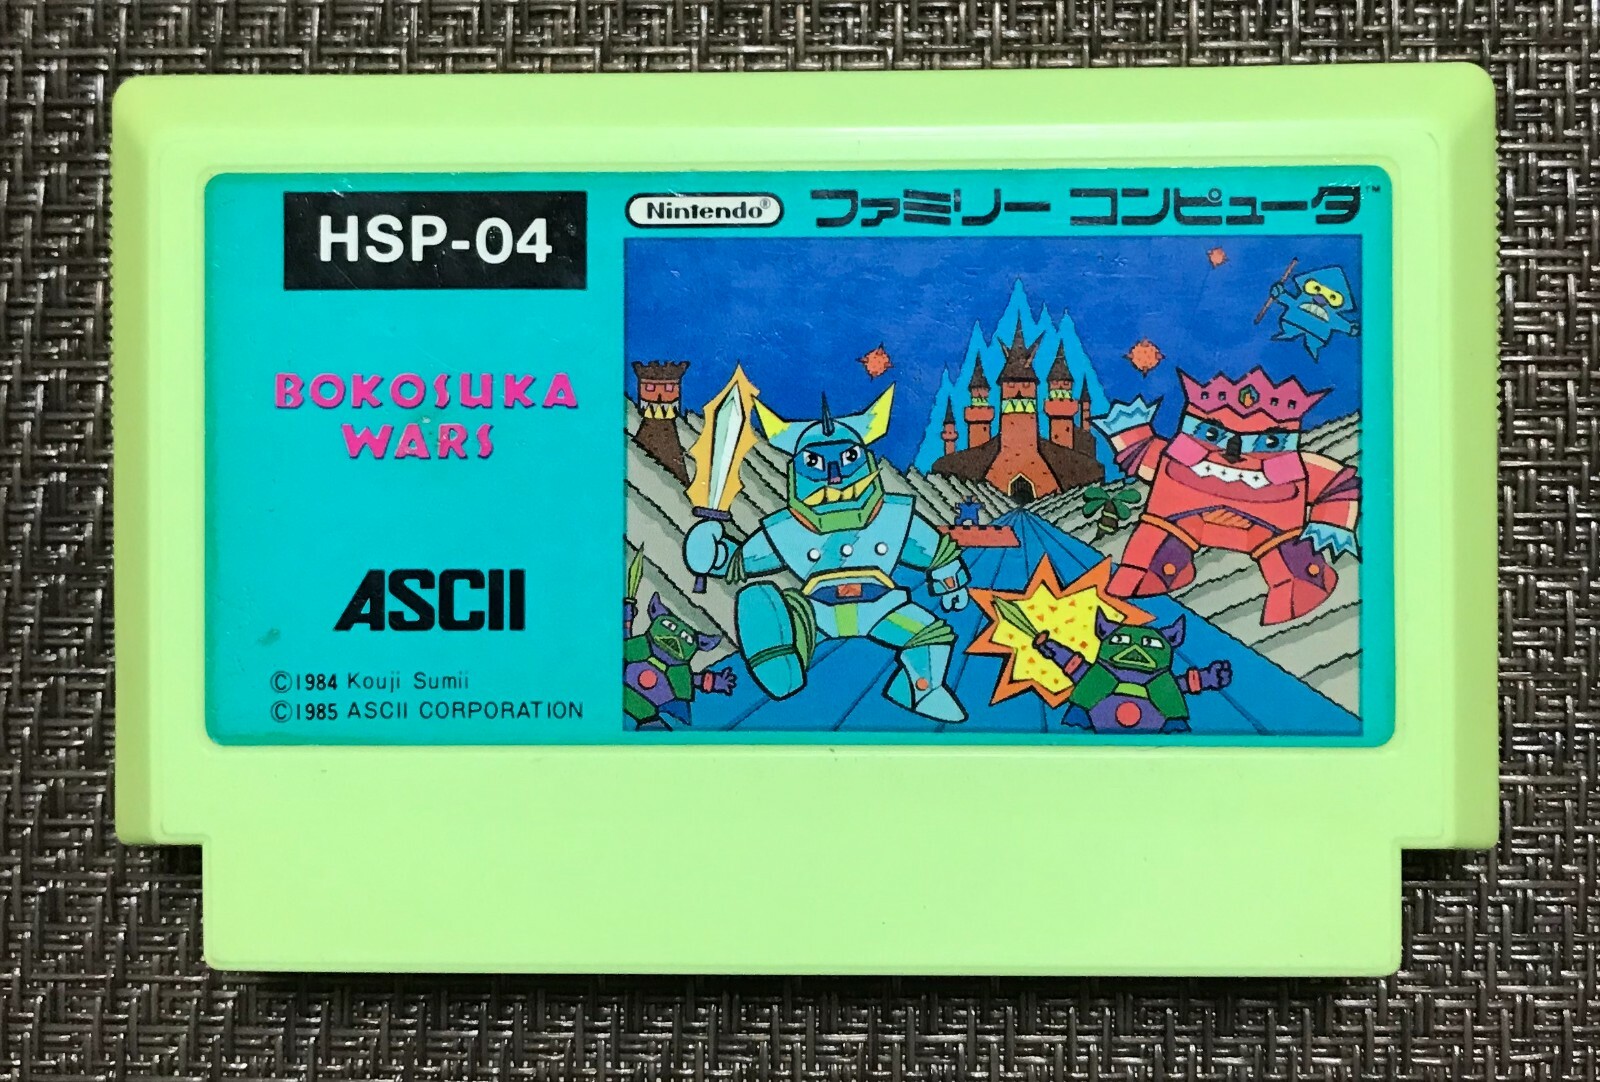 HSP-04
Nintendo® ファミリー コンピュータ™
BOKOSUKA
WARS
ASCII
©1984 Kouji Sumii
©1985 ASCII CORPORATION